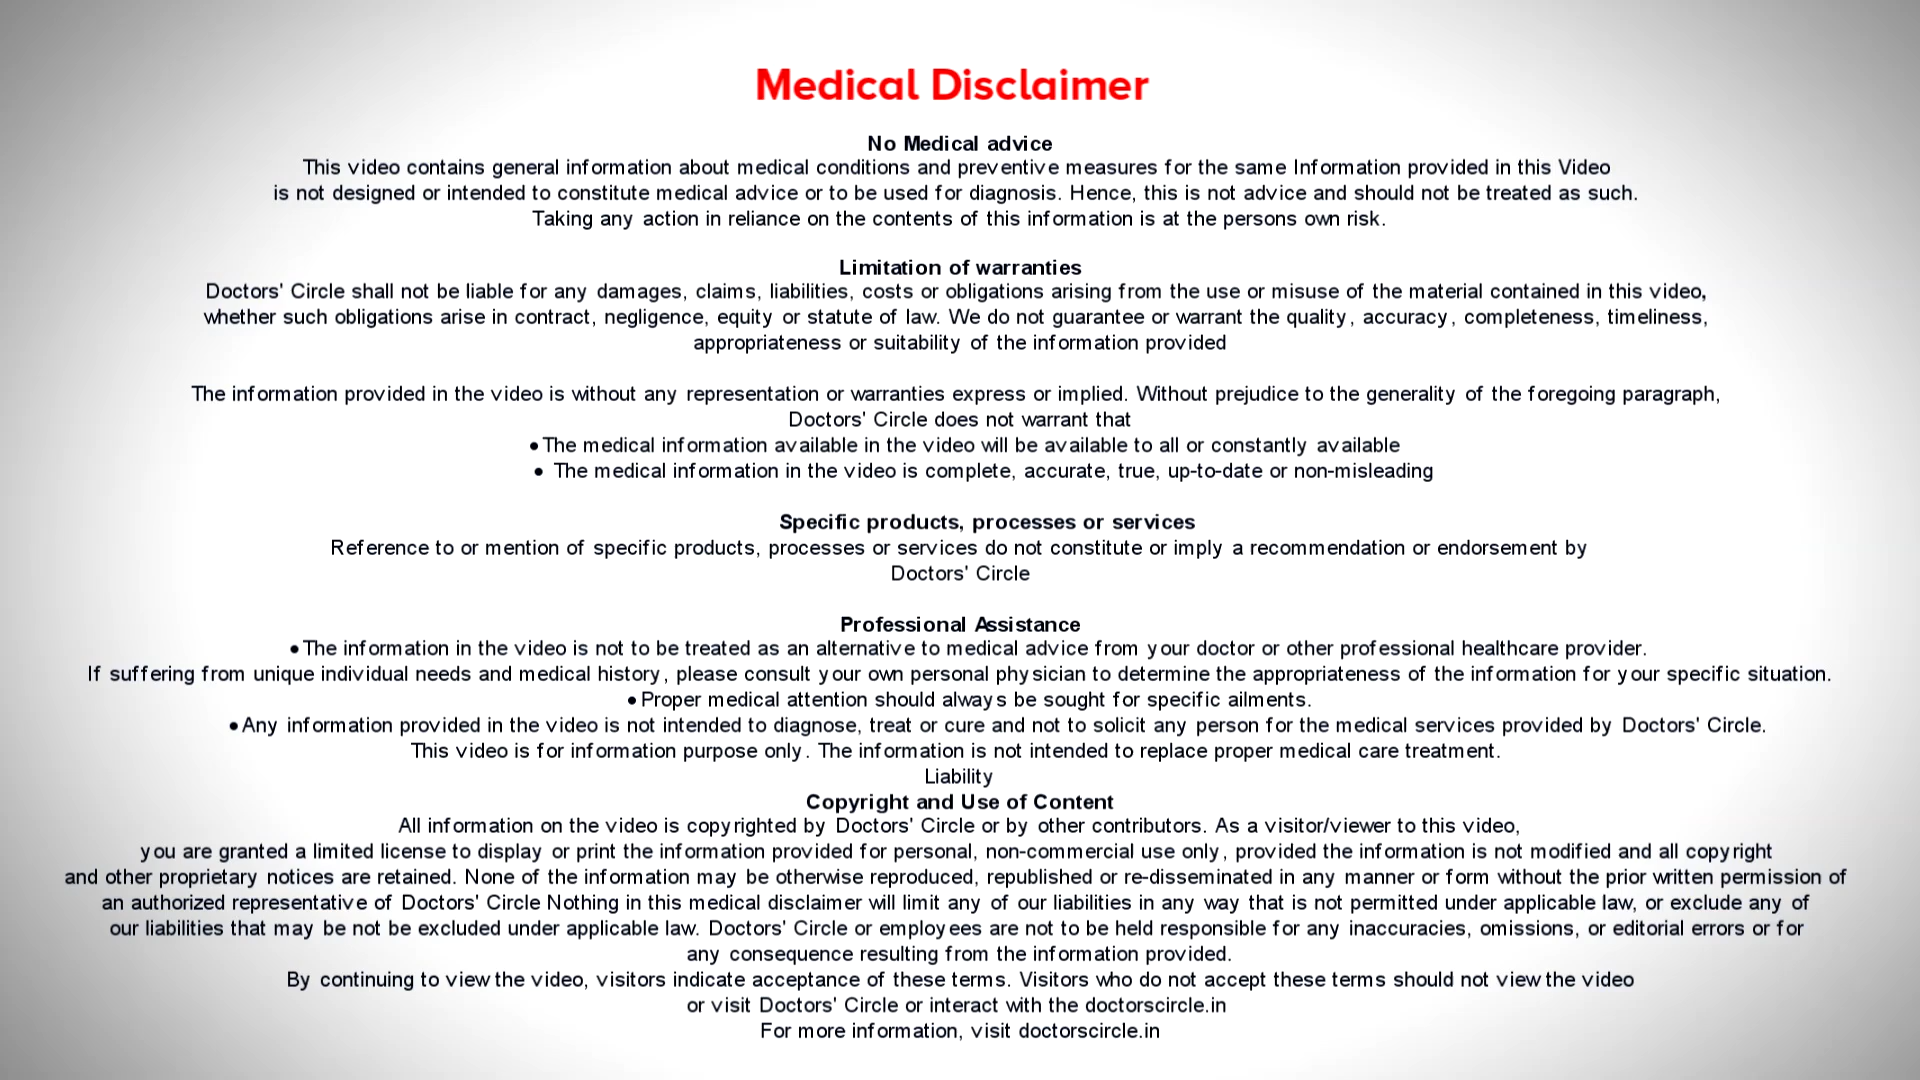 Medical Disclaimer
No Medical advice
This video contains general information about medical conditions and preventive measures for the same Information provided in this Video
is not designed or intended to constitute medical advice or to be used for diagnosis. Hence, this is not advice and should not be treated as such.
Taking any action in reliance on the contents of this information is at the persons own risk.
Limitation of warranties
Doctors' Circle shall not be liable for any damages, claims, liabilities, costs or obligations arising from the use or misuse of the material contained in this video,
whether such obligations arise in contract, negligence, equity or statute of law. We do not guarantee or warrant the quality, accuracy, completeness, timeliness,
appropriateness or suitability of the information provided
The information provided in the video is without any representation or warranties express or implied. Without prejudice to the generality of the foregoing paragraph,
Doctors' Circle does not warrant that
• The medical information available in the video will be available to all or constantly available
• The medical information in the video is complete, accurate, true, up-to-date or non-misleading
Specific products, processes or services
Reference to or mention of specific products, processes or services do not constitute or imply a recommendation or endorsement by
Doctors' Circle
Professional Assistance
• The information in the video is not to be treated as an alternative to medical advice from your doctor or other professional healthcare provider.
If suffering from unique individual needs and medical history, please consult your own personal physician to determine the appropriateness of the information for your specific situation.
• Proper medical attention should always be sought for specific ailments.
• Any information provided in the video is not intended to diagnose, treat or cure and not to solicit any person for the medical services provided by Doctors' Circle.
This video is for information purpose only. The information is not intended to replace proper medical care treatment.
Liability
Copyright and Use of Content
All information on the video is copyrighted by Doctors' Circle or by other contributors. As a visitor/viewer to this video,
you are granted a limited license to display or print the information provided for personal, non-commercial use only, provided the information is not modified and all copyright
and other proprietary notices are retained. None of the information may be otherwise reproduced, republished or re-disseminated in any manner or form without the prior written permission of
an authorized representative of Doctors' Circle Nothing in this medical disclaimer will limit any of our liabilities in any way that is not permitted under applicable law, or exclude any of
our liabilities that may be not be excluded under applicable law. Doctors' Circle or employees are not to be held responsible for any inaccuracies, omissions, or editorial errors or for
any consequence resulting from the information provided.
By continuing to view the video, visitors indicate acceptance of these terms. Visitors who do not accept these terms should not view the video
or visit Doctors' Circle or interact with the doctorscircle.in
For more information, visit doctorscircle.in